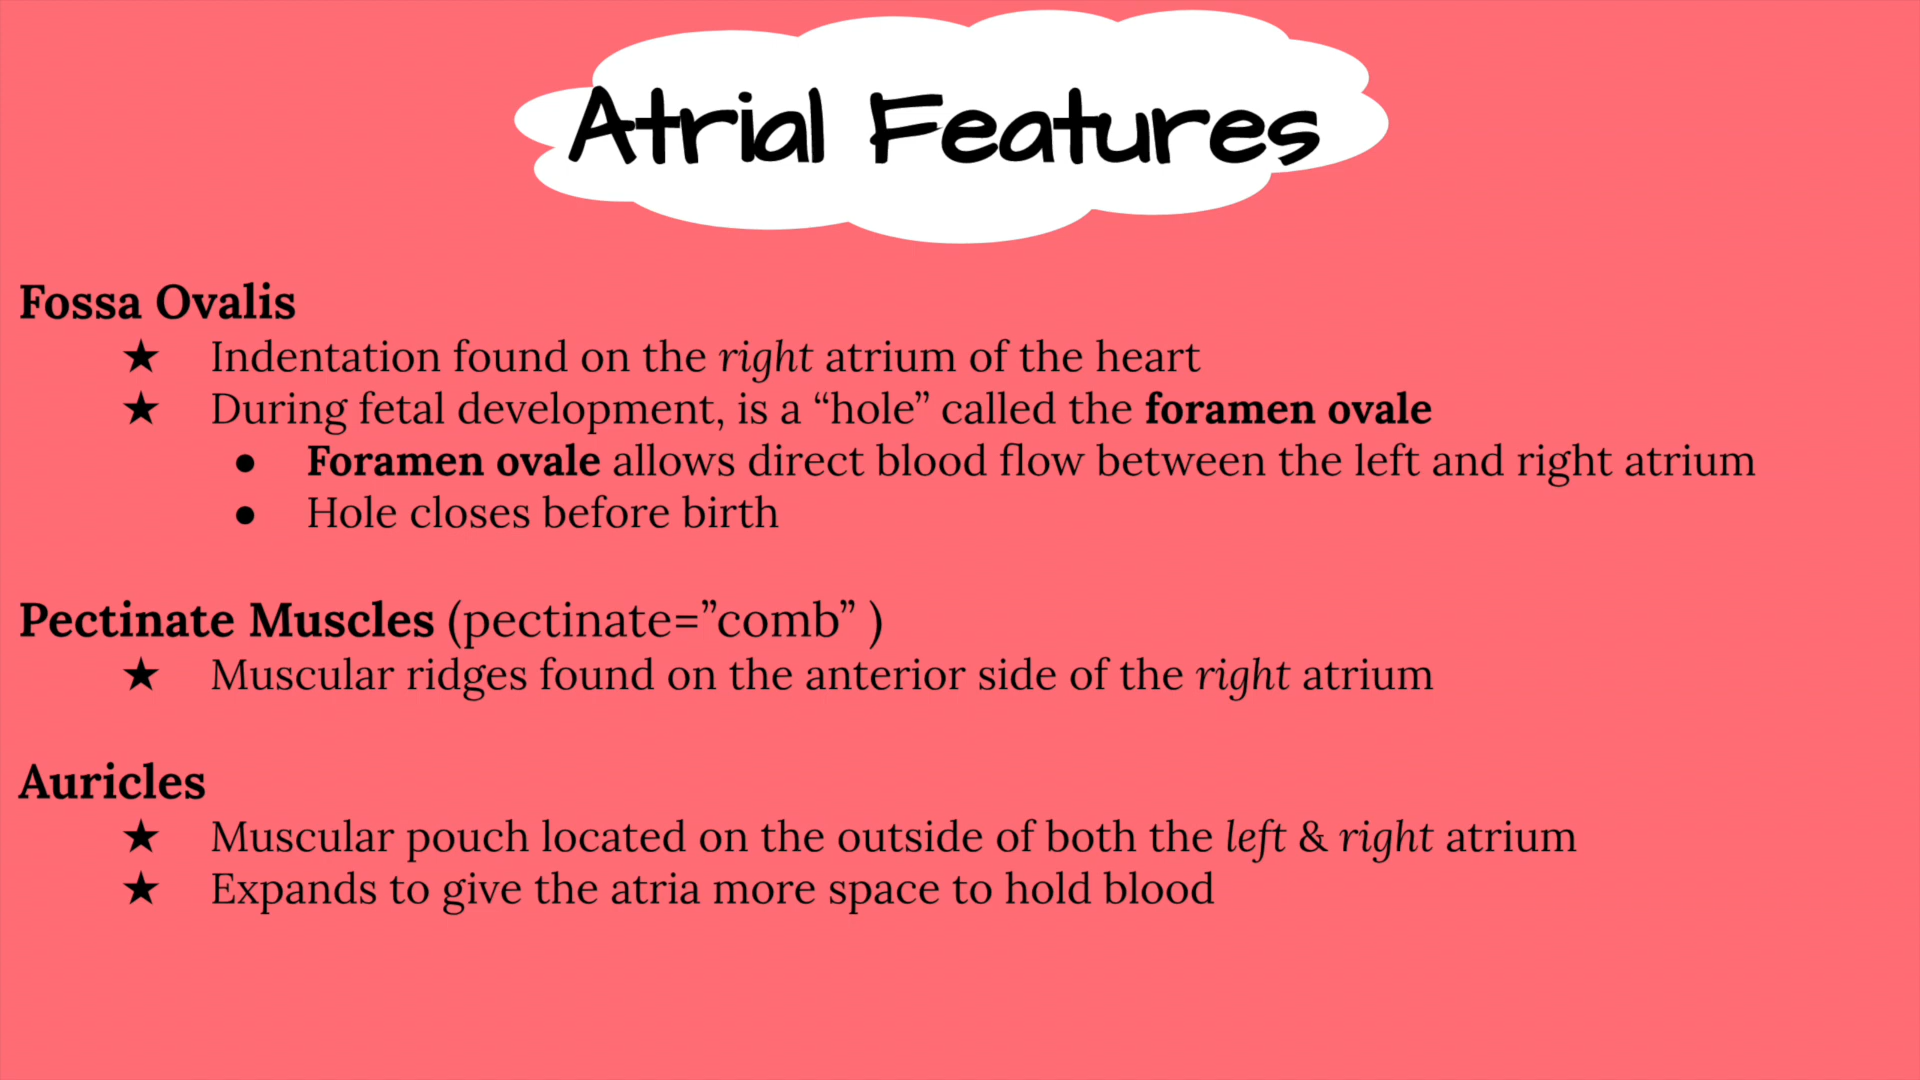 Atrial Features
Fossa Ovalis
★ Indentation found on the right atrium of the heart
★ During fetal development, is a “hole” called the foramen ovale
● Foramen ovale allows direct blood flow between the left and right atrium
● Hole closes before birth
Pectinate Muscles (pectinate=”comb” )
★ Muscular ridges found on the anterior side of the right atrium
Auricles
★ Muscular pouch located on the outside of both the left & right atrium
★ Expands to give the atria more space to hold blood